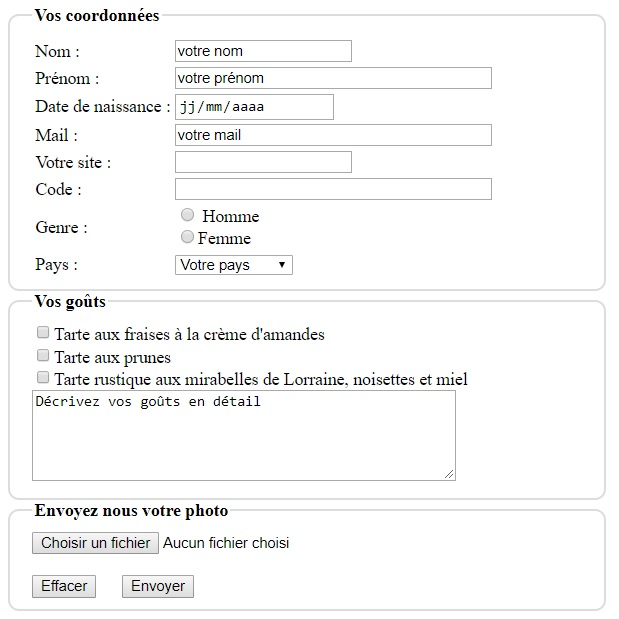 Vos coordonnées
Nom : votre nom
Prénom : votre prénom
Date de naissance : jj/mm/aaaa
Mail : votre mail
Votre site :
Code :
Genre :
Homme
Femme
Pays : Votre pays
Vos goûts
Tarte aux fraises à la crème d'amandes
Tarte aux prunes
Tarte rustique aux mirabelles de Lorraine, noisettes et miel
Décrivez vos goûts en détail
Envoyez nous votre photo
Choisir un fichier Aucun fichier choisi
Effacer Envoyer